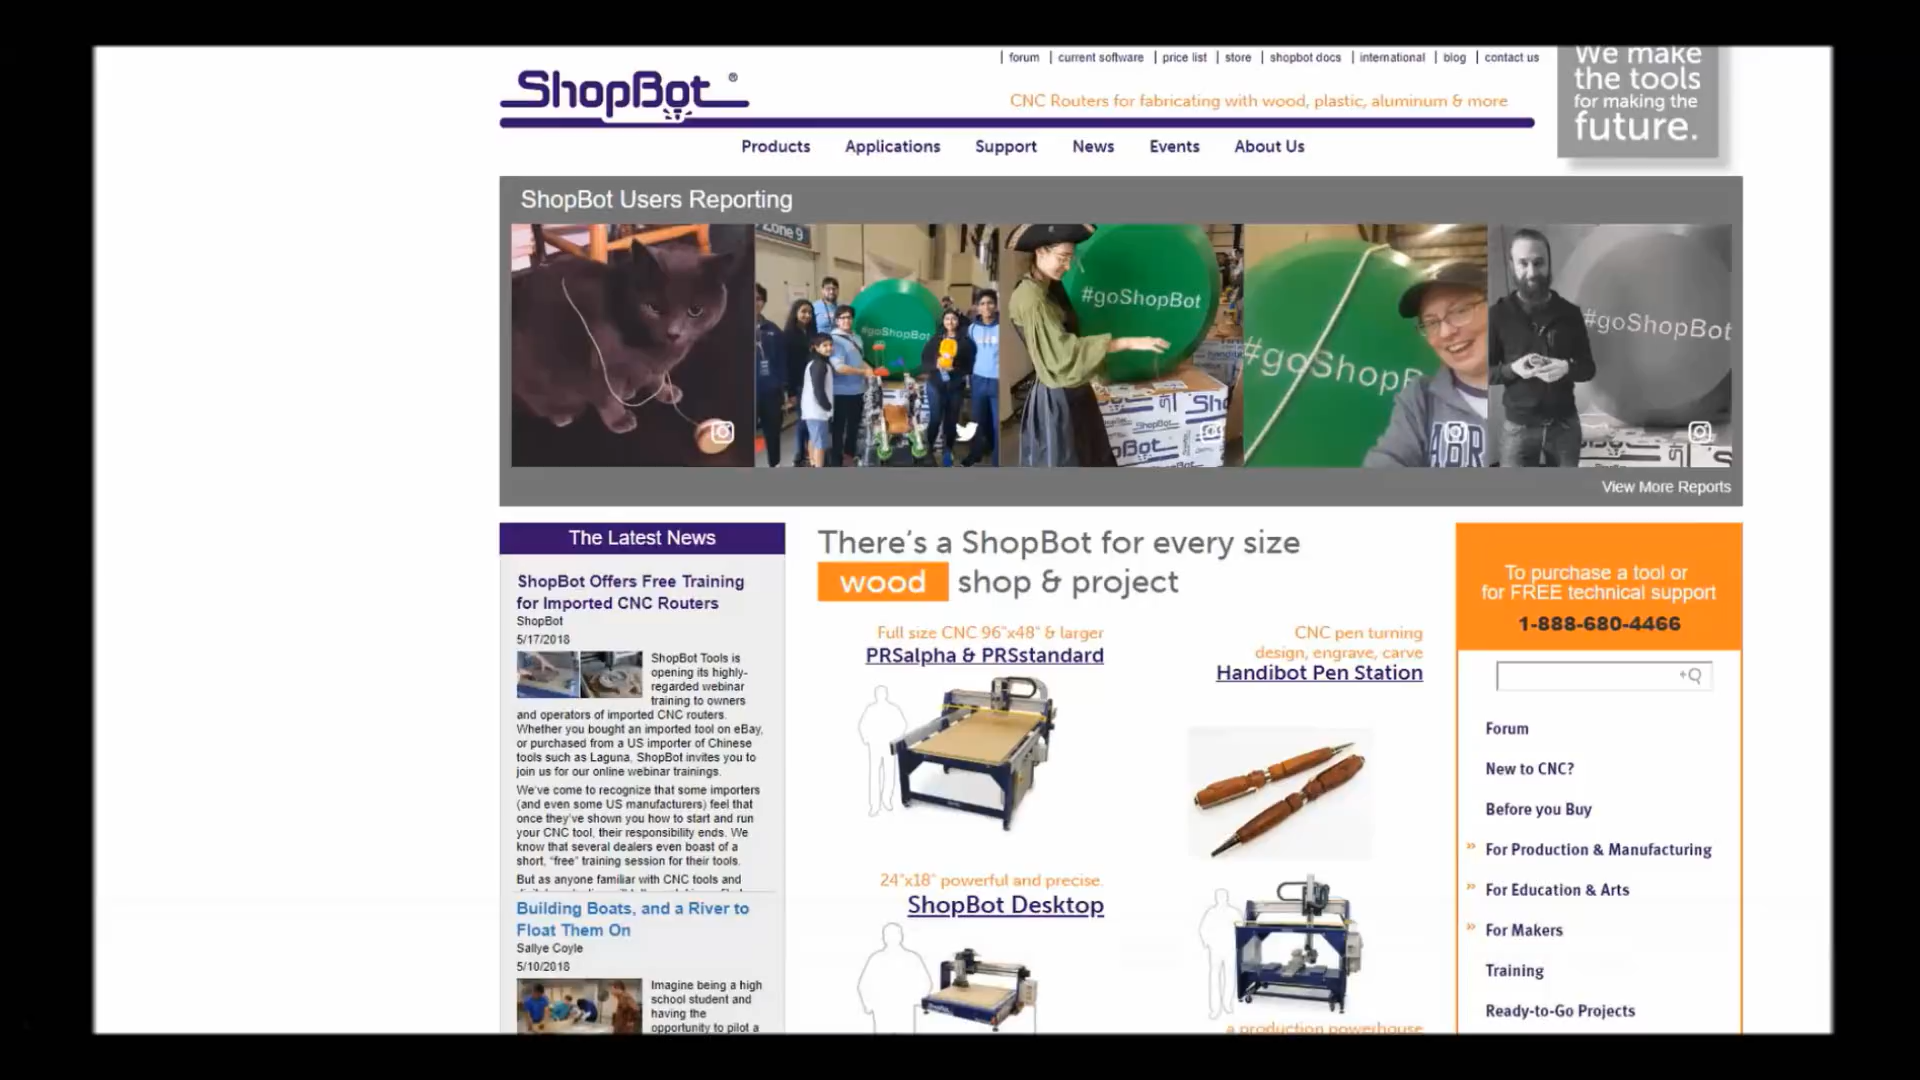 forum
current software
price list
store
shopbot docs
international
blog
contact us
We make
the tools
for making the
future.
ShopBot ®
CNC Routers for fabricating with wood, plastic, aluminum & more
Products
Applications
Support
News
Events
About Us
ShopBot Users Reporting
Zone 9
#goShopBot
#goShopBot
#goShopB
#goShopBot
View More Reports
The Latest News
ShopBot Offers Free Training
for Imported CNC Routers
ShopBot
5/17/2018
ShopBot Tools is
opening its highly-
regarded webinar
training to owners
and operators of imported CNC routers.
Whether you bought an imported tool on eBay,
or purchased from a US importer of Chinese
tools such as Laguna, ShopBot invites you to
join us for our online webinar trainings.
We've come to recognize that some importers
(and even some US manufacturers) feel that
once they've shown you how to start and run
your CNC tool, their responsibility ends. We
know that several dealers even boast of a
short, "free" training session for their tools.
But as anyone familiar with CNC tools and
Building Boats, and a River to
Float Them On
Sallye Coyle
5/10/2018
Imagine being a high
school student and
having the
opportunity to pilot a
There's a ShopBot for every size
wood shop & project
Full size CNC 96"x48" & larger
PRSalpha & PRSstandard
CNC pen turning
design, engrave, carve
Handibot Pen Station
24"x18" powerful and precise.
ShopBot Desktop
a production powerhouse
To purchase a tool or
for FREE technical support
1-888-680-4466
Forum
New to CNC?
Before you Buy
» For Production & Manufacturing
» For Education & Arts
» For Makers
Training
Ready-to-Go Projects